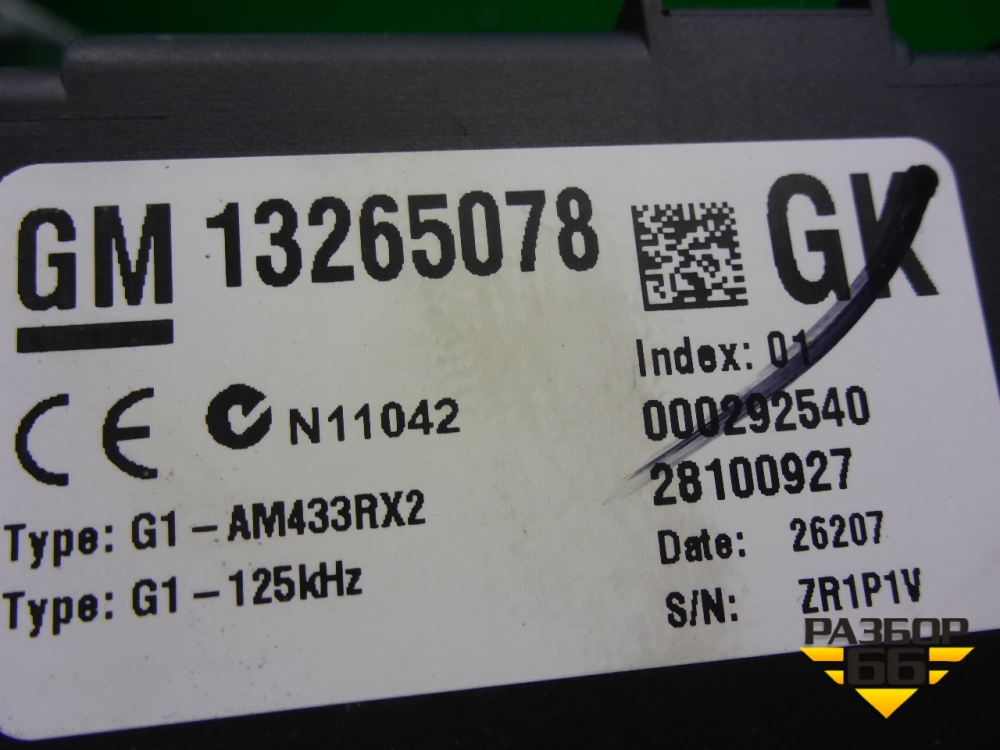 GM 13265078 GK
Index: 01
000292540
28100927
N11042
Type: G1-AM433RX2
Type: G1-125kHz
Date: 26207
S/N: ZR1P1V
РАЗБОР
66